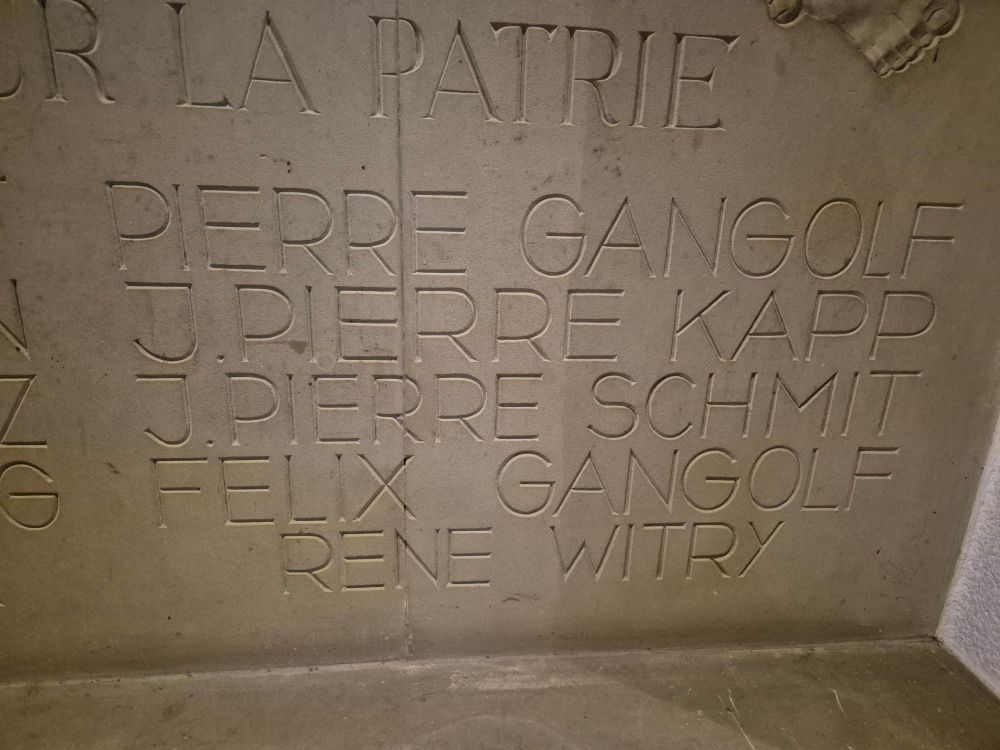 LA PATRIE
PIERRE GANGOLF
J. PIERRE KAPP
J. PIERRE SCHMIT
FELIX GANGOLF
RENE WITRY